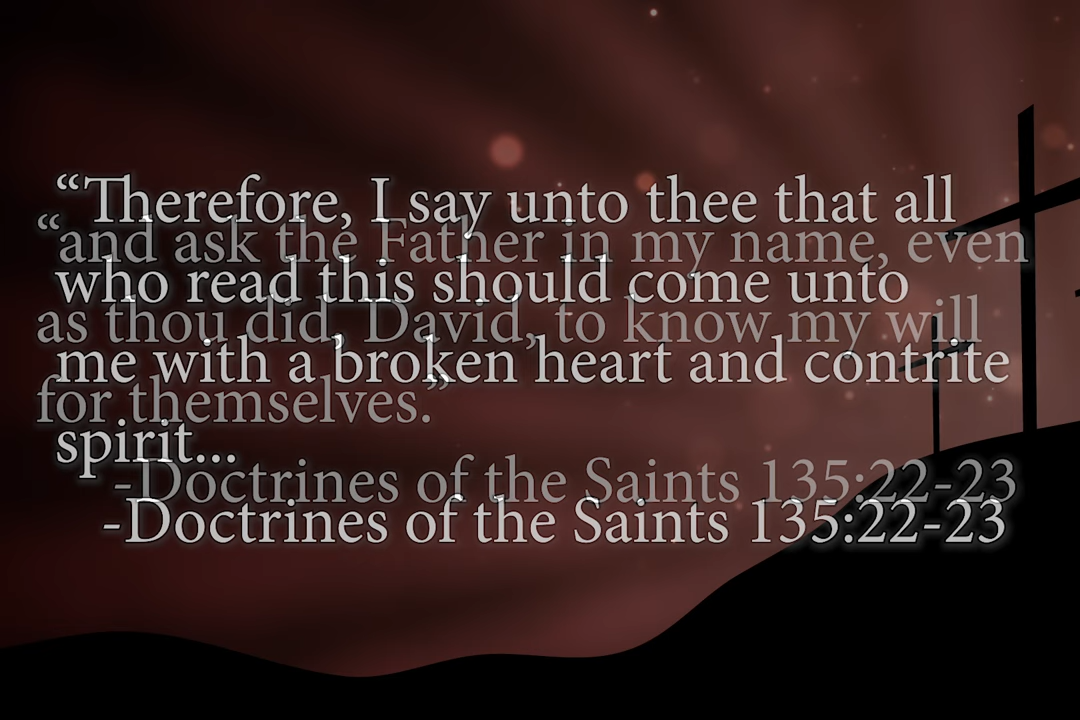 “Therefore, I say unto thee that all
who read this should come unto
me with a broken heart and contrite
spirit...
-Doctrines of the Saints 135:22-23
“and ask the Father in my name, even
as thou did, David, to know my will
for themselves.”
-Doctrines of the Saints 135:22-23